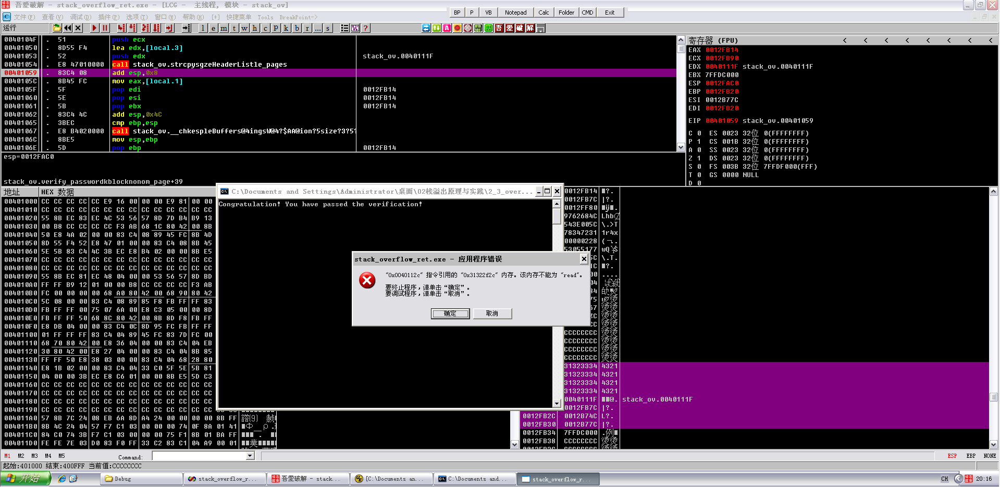 吾愛破解 - stack_overflow_ret.exe - [LCG - 主线程, 模块 - stack_ov]
BP P VB Notepad Calc Folder CMD Exit
文件(F) 查看(V) 调试(D) 插件(P) 选项(T) 窗口(W) 帮助(H) [+] 快捷菜单 Tools BreakPoint->
运行 l e m t w h c p k b r ... s ?
吾 爱 破 解
0040104F . 51 push ecx
00401050 . 8D55 F4 lea edx,[local.3]
00401053 . 52 push edx stack_ov.0040111F
00401054 . E8 47010000 call stack_ov.strcpysgzeHeaderListle_pages
00401059 . 83C4 08 add esp,0x8
0040105C . 8B45 FC mov eax,[local.1]
0040105F . 5F pop edi 0012FB14
00401060 . 5E pop esi 0012FB14
00401061 . 5B pop ebx 0012FB14
00401062 . 83C4 4C add esp,0x4C
00401065 . 3BEC cmp ebp,esp
00401067 . E8 B4020000 call stack_ov.__chkespleBuffers@4ingsW@4?$AA@ion?5size?3?5?
0040106C . 8BE5 mov esp,ebp
0040106E . 5D pop ebp 0012FB14
esp=0012FAC0
stack_ov.verify_passwordkblocknonom_page+39
寄存器 (FPU) < < < < < < < <
EAX 0012FB14
ECX 0012FB90
EDX 0040111F stack_ov.0040111F
EBX 7FFDC000
ESP 0012FAC0
EBP 0012FB20
ESI 0012B77C
EDI 0012FB20
EIP 00401059 stack_ov.00401059
C 0 ES 0023 32位 0(FFFFFFFF)
P 1 CS 001B 32位 0(FFFFFFFF)
A 0 SS 0023 32位 0(FFFFFFFF)
Z 1 DS 0023 32位 0(FFFFFFFF)
S 0 FS 003B 32位 7FFDF000(FFF)
T 0 GS 0000 NULL
D 0
地址 HEX 数据
00401000 CC CC CC CC CC E9 16 00 00 00 E9 81 00 00
00401010 CC CC CC CC CC CC CC CC CC CC CC CC CC CC
00401020 55 8B EC 83 EC 4C 53 56 57 8D 7D B4 B9 13
00401030 00 B8 CC CC CC CC F3 AB 68 1C 80 42 00 8B
00401040 50 E8 4A 02 00 00 83 C4 08 89 45 FC 8B 4D
00401050 8D 55 F4 52 E8 47 01 00 00 83 C4 08 8B 45
00401060 5E 5B 83 C4 4C 3B EC E8 B4 02 00 00 8B E5
00401070 CC CC CC CC CC CC CC CC CC CC CC CC CC CC
00401080 CC CC CC CC CC CC CC CC CC CC CC CC CC CC
00401090 55 8B EC 81 EC 48 04 00 00 53 56 57 8D BD
004010A0 FF FF B9 12 01 00 00 B8 CC CC CC CC F3 AB
004010B0 FC 00 00 00 00 68 A0 80 42 00 68 90 80 42
004010C0 5C 08 00 00 83 C4 08 89 85 F8 FB FF FF 83
004010D0 FB FF FF 00 75 07 6A 00 E8 C3 05 00 00 8D
004010E0 FB FF FF 50 68 8C 80 42 00 8B 8D F8 FB FF
004010F0 E8 DB 04 00 00 83 C4 0C 8D 95 FC FB FF FF
00401100 01 FF FF FF 83 C4 04 89 45 FC 83 7D FC 00
00401110 68 70 80 42 00 E8 36 04 00 00 83 C4 04 EB
00401120 30 80 42 00 E8 27 04 00 00 83 C4 04 8B 85
00401130 FF FF 50 E8 38 03 00 00 83 C4 04 68 28 80
00401140 E8 1B 02 00 00 83 C4 04 33 C0 5F 5E 5B 81
00401150 04 00 00 3B EC E8 C6 01 00 00 8B E5 5D C3
00401160 CC CC CC CC CC CC CC CC CC CC CC CC CC CC
00401170 CC CC CC CC CC CC CC CC CC CC CC CC CC CC
00401180 CC CC CC CC CC CC CC CC CC CC CC CC CC CC
00401190 CC CC CC CC CC CC CC CC CC CC CC CC
004011A0 57 8B 7C 24 08 EB 6A 8D A4 24 00 00 00 00 8B FF
004011B0 8B 4C 24 04 57 F7 C1 03 00 00 00 74 0F 8A 01 41
004011C0 84 C0 74 3B F7 C1 03 00 00 00 75 F1 8B 01 BA FF
004011D0 FE FE 7E 03 D0 83 F0 FF 33 C2 83 C1 04 A9 00 01
C:\Documents and Settings\Administrator\桌面\02栈溢出原理与实践\2_3_over...
Congratulation! You have passed the verification!
stack_overflow_ret.exe - 应用程序错误
"0x0040112c" 指令引用的 "0x31322f2c" 内存。该内存不能为 "read"。
要终止程序，请单击“确定”。
要调试程序，请单击“取消”。
确定 取消
0012FB14
0012FB7C |?.
0012FF80
9762684C
543E005C \.>T
78347231 1r4x
00000228
53055177
5C \.T.
00 ....
04
34
75 烫烫
67 烫烫
7C 烫烫
CCCCCCCC 烫烫
CCCCCCCC 烫烫
CCCCCCCC 烫烫
CCCCCCCC 烫烫
31323334 4321
31323334 4321
31323334 4321
31323334 4321
0040111F stack_ov.0040111F
0012FB7C |?.
0012FB2C 0012B74C L?.
0012FB30 0012B77C |?.
0012FB34 7FFDC000
0012FB38 CCCCCCCC 烫烫
M1 M2 M3 M4 M5 Command: ESP EBP NONE
起始:401000 结束:400FFF 当前值:CCCCCCCC
开始 Debug stack_overflow_r... 吾愛破解 - stack... [C:\Documents an... C:\Documents and... stack_overflow_r... CH 20:16